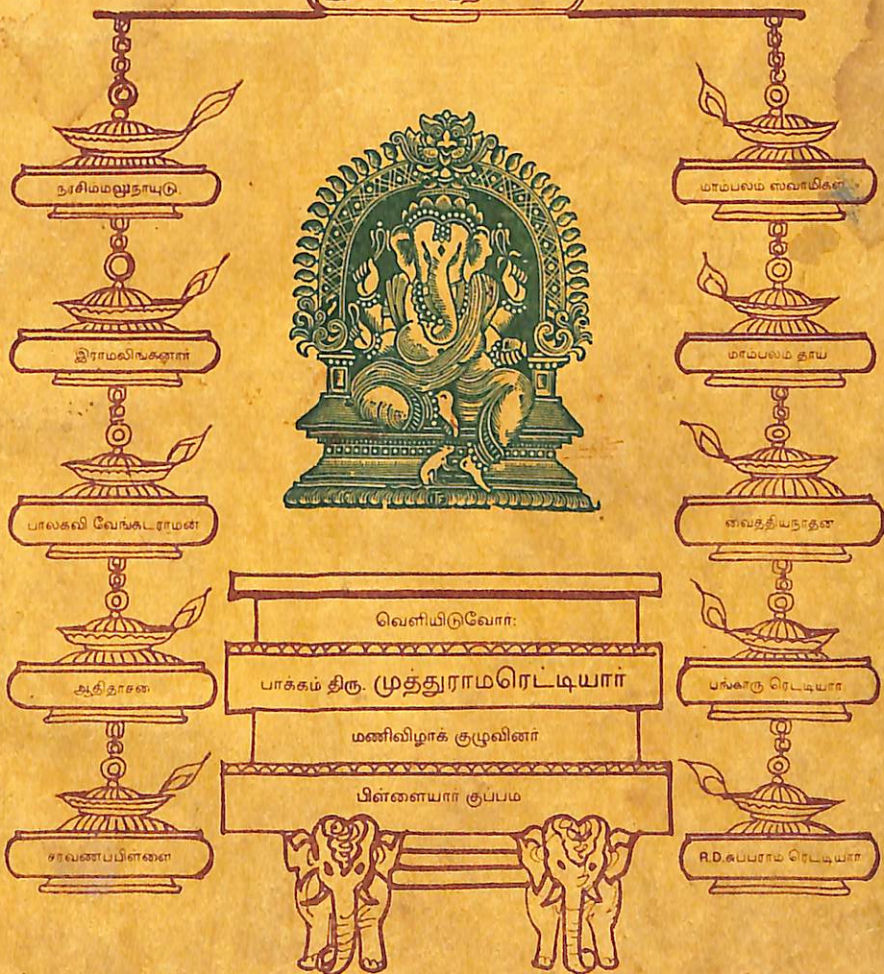 நரசிம்மலுநாயுடு
மாம்பலம் ஸ்வாமிகள்
இராமலிங்கனார்
மாம்பலம் தாய்
பாலகவி வேங்கடராமன்
வைத்தியநாதன்
வெளியிடுவோர்:
பாக்கம் திரு. முத்துராமரெட்டியார்
ஆதிதாசன்
பங்காரு ரெட்டியார்
மணிவிழாக் குழுவினர்
பிள்ளையார் குப்பம்
சரவணப்பிள்ளை
R.D.சுப்பராம் ரெட்டியார்